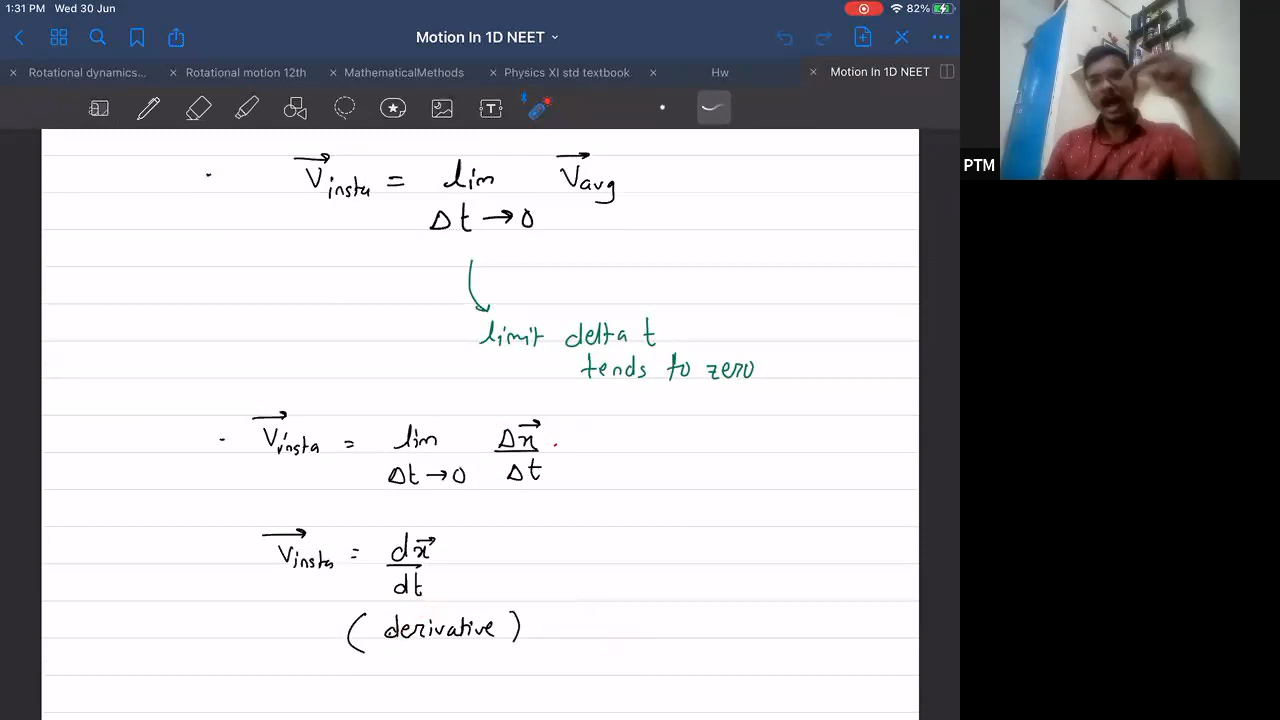 1:31 PM Wed 30 Jun
82%
Motion In 1D NEET
Rotational dynamics...
Rotational motion 12th
MathematicalMethods
Physics XI std textbook
Hw
Motion In 1D NEET
T
PTM
V⃗insta = lim V⃗avg
Δt → 0
limit delta t
tends to zero
V⃗insta = lim Δx⃗
Δt → 0 Δt
V⃗insta = dx⃗
dt
( derivative )